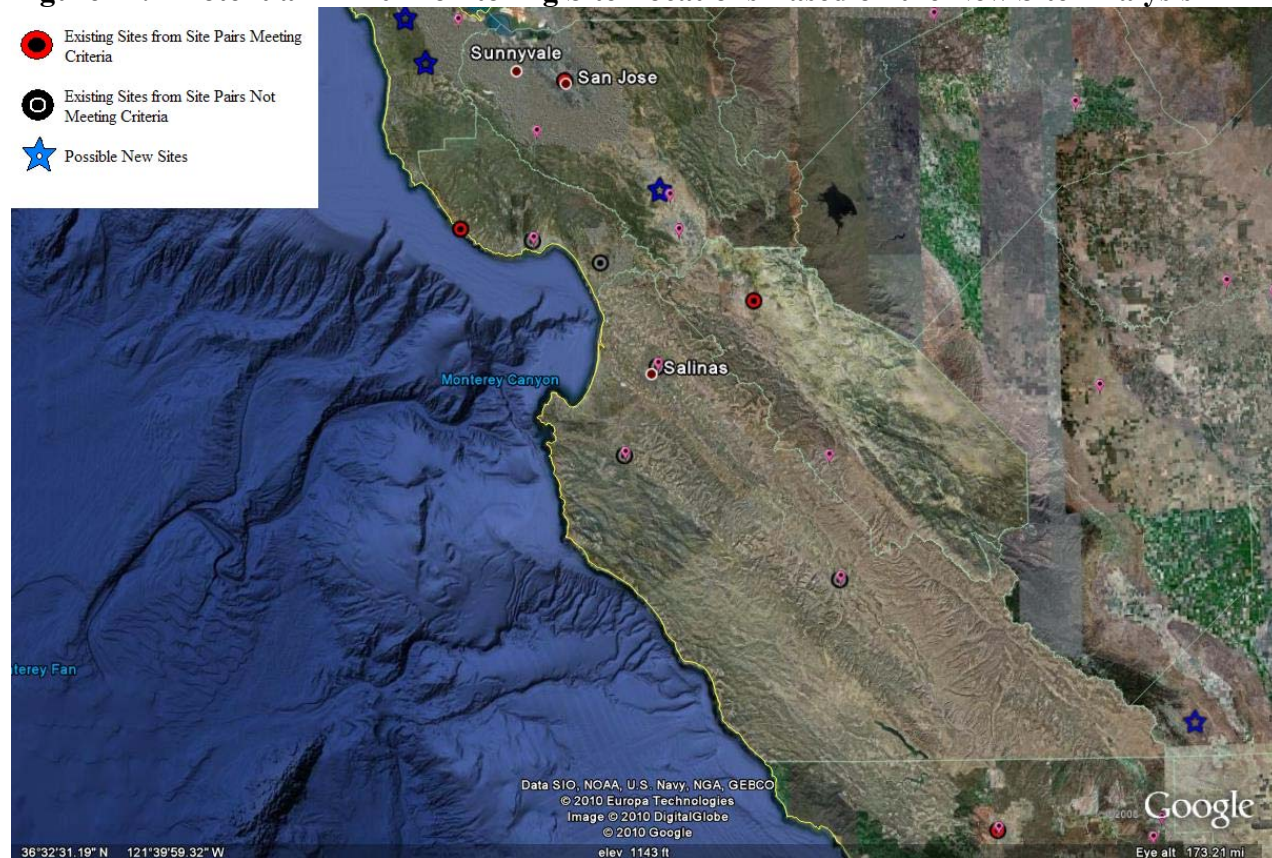 Existing Sites from Site Pairs Meeting
Criteria
Existing Sites from Site Pairs Not
Meeting Criteria
Possible New Sites
Sunnyvale
San Jose
Salinas
Monterey Canyon
terey Fan
Data SIO, NOAA, U.S. Navy, NGA, GEBCO
© 2010 Europa Technologies
Image © 2010 DigitalGlobe
© 2010 Google
©2008 Google
36°32'31.19" N 121°39'59.32" W elev 1143 ft Eye alt 173.21 mi